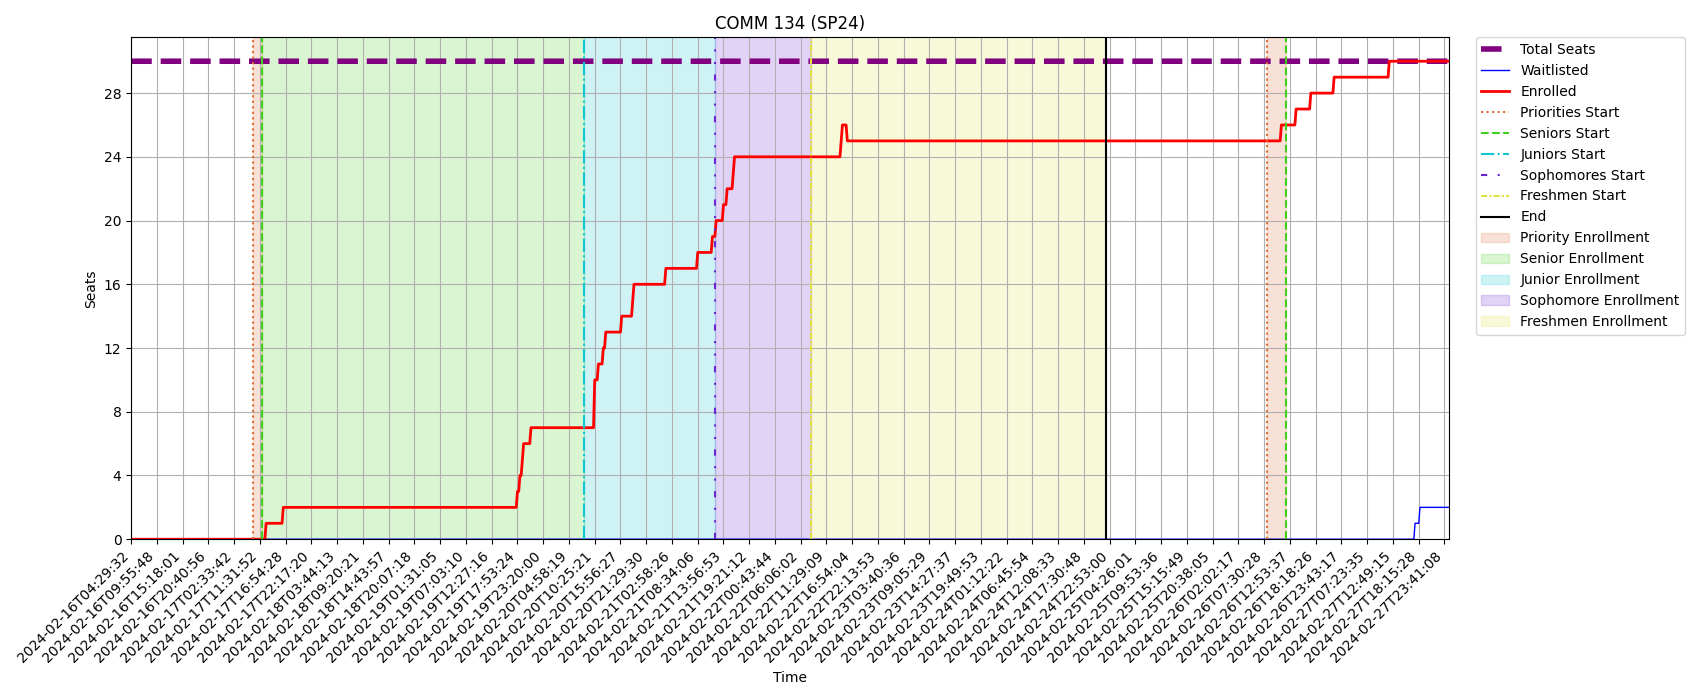 COMM 134 (SP24)
Seats
28
24
20
16
12
8
4
0
2024-02-16T04:29:32
2024-02-16T09:55:48
2024-02-16T15:18:01
2024-02-16T20:40:56
2024-02-17T02:33:42
2024-02-17T11:31:52
2024-02-17T16:54:28
2024-02-17T22:17:20
2024-02-18T03:44:13
2024-02-18T09:20:21
2024-02-18T14:43:57
2024-02-18T20:07:18
2024-02-19T01:31:05
2024-02-19T07:03:10
2024-02-19T12:27:16
2024-02-19T17:53:24
2024-02-19T23:20:00
2024-02-20T04:58:19
2024-02-20T10:25:21
2024-02-20T15:56:27
2024-02-20T21:29:30
2024-02-21T02:58:26
2024-02-21T08:34:06
2024-02-21T13:56:53
2024-02-21T19:21:12
2024-02-22T00:43:44
2024-02-22T06:06:02
2024-02-22T11:29:09
2024-02-22T16:54:04
2024-02-22T22:13:53
2024-02-23T03:40:36
2024-02-23T09:05:29
2024-02-23T14:27:37
2024-02-23T19:49:53
2024-02-24T01:12:22
2024-02-24T06:45:54
2024-02-24T12:08:33
2024-02-24T17:30:48
2024-02-24T22:53:00
2024-02-25T04:26:01
2024-02-25T09:53:36
2024-02-25T15:15:49
2024-02-25T20:38:05
2024-02-26T02:02:17
2024-02-26T07:30:28
2024-02-26T12:53:37
2024-02-26T18:18:26
2024-02-26T23:43:17
2024-02-27T07:23:35
2024-02-27T12:49:15
2024-02-27T18:15:28
2024-02-27T23:41:08
Time
Total Seats
Waitlisted
Enrolled
Priorities Start
Seniors Start
Juniors Start
Sophomores Start
Freshmen Start
End
Priority Enrollment
Senior Enrollment
Junior Enrollment
Sophomore Enrollment
Freshmen Enrollment